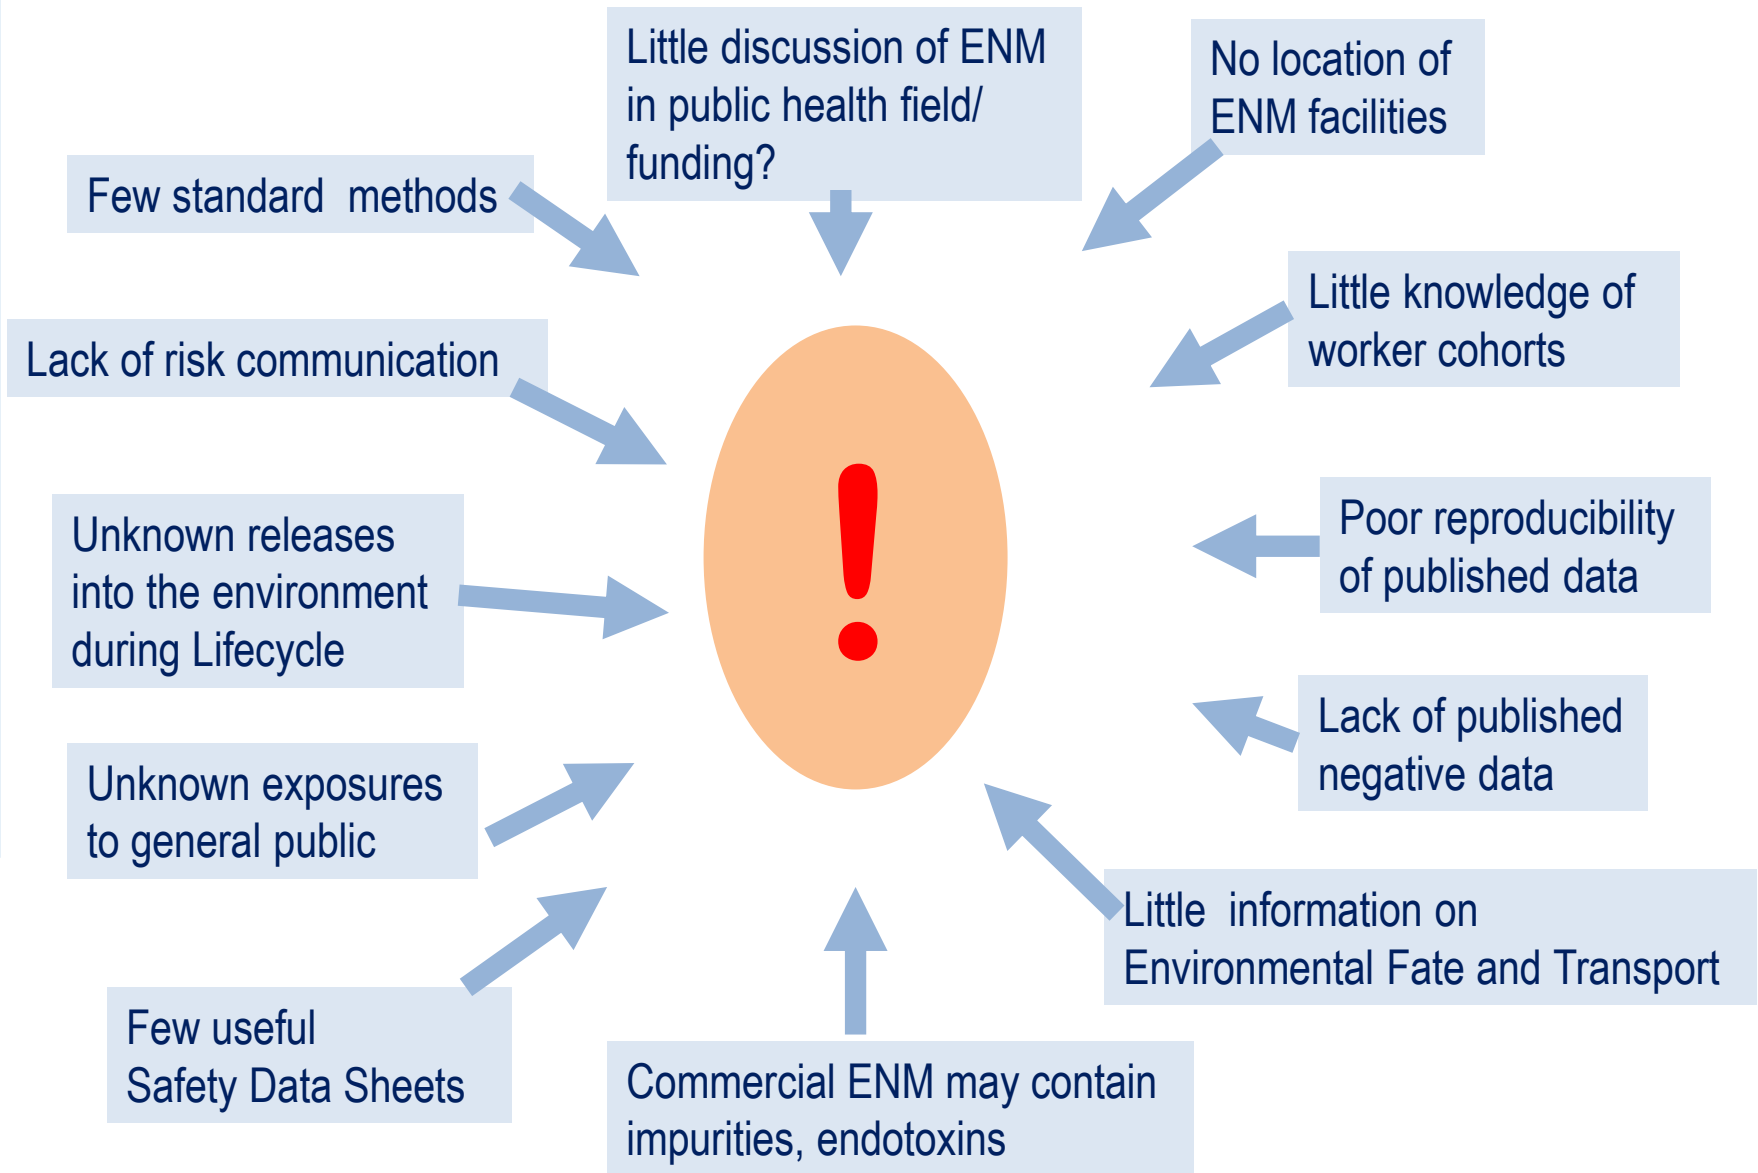 Little discussion of ENM
in public health field/
funding?
No location of
ENM facilities
Few standard  methods
Little knowledge of
worker cohorts
Lack of risk communication
!
Unknown releases
into the environment
during Lifecycle
Poor reproducibility
of published data
Lack of published
negative data
Unknown exposures
to general public
Little  information on
Environmental Fate and Transport
Few useful
Safety Data Sheets
Commercial ENM may contain
impurities, endotoxins